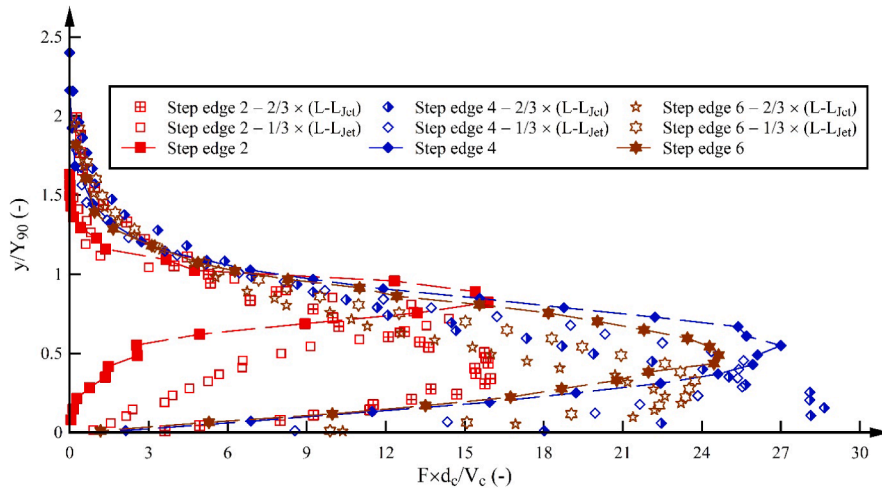 2.5
2
1.5
1
0.5
0
y/Y90 (-)
Step edge 2 – 2/3 × (L-LJet)
Step edge 4 – 2/3 × (L-LJet)
Step edge 6 – 2/3 × (L-LJet)
Step edge 2 – 1/3 × (L-LJet)
Step edge 4 – 1/3 × (L-LJet)
Step edge 6 – 1/3 × (L-LJet)
Step edge 2
Step edge 4
Step edge 6
0 3 6 9 12 15 18 21 24 27 30
F×dc/Vc (-)